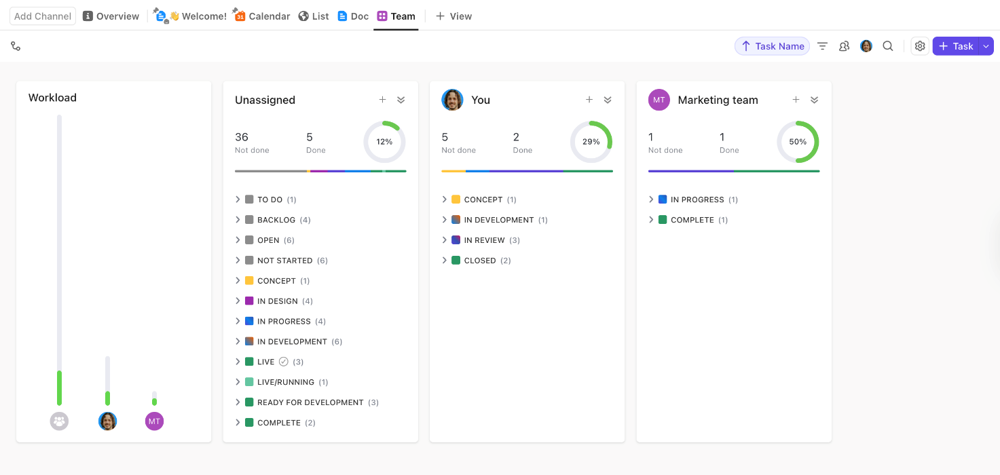 Add Channel Overview Welcome! 31 Calendar List Doc Team + View
Task Name + Task
Workload
MT
Unassigned
36 5 12%
Not done Done
TO DO (1)
BACKLOG (4)
OPEN (6)
NOT STARTED (6)
CONCEPT (1)
IN DESIGN (4)
IN PROGRESS (4)
IN DEVELOPMENT (6)
LIVE (3)
LIVE/RUNNING (1)
READY FOR DEVELOPMENT (3)
COMPLETE (2)
You
5 2 29%
Not done Done
CONCEPT (1)
IN DEVELOPMENT (1)
IN REVIEW (3)
CLOSED (2)
MT Marketing team
1 1 50%
Not done Done
IN PROGRESS (1)
COMPLETE (1)